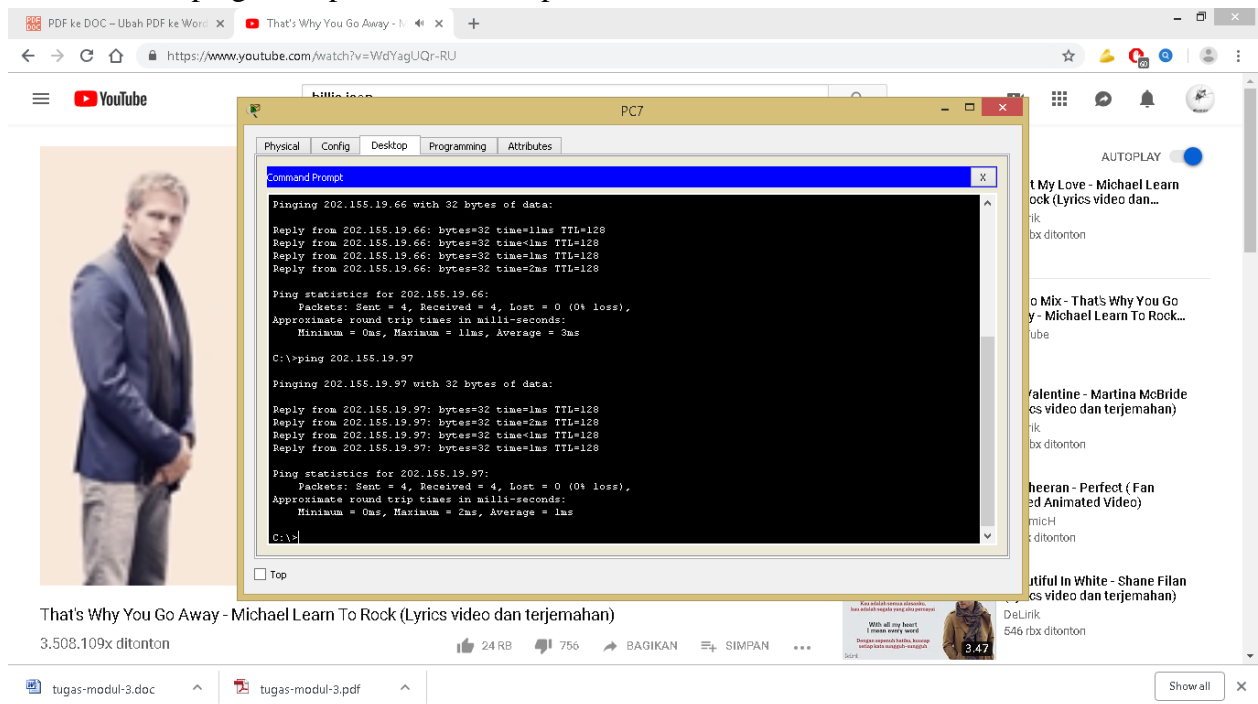 PDF ke DOC – Ubah PDF ke Word
That's Why You Go Away - M
https://www.youtube.com/watch?v=WdYagUQr-RU
60
YouTube
PC7
Physical Config Desktop Programming Attributes
Command Prompt
X
Pinging 202.155.19.66 with 32 bytes of data:
Reply from 202.155.19.66: bytes=32 time=11ms TTL=128
Reply from 202.155.19.66: bytes=32 time<1ms TTL=128
Reply from 202.155.19.66: bytes=32 time=1ms TTL=128
Reply from 202.155.19.66: bytes=32 time=2ms TTL=128
Ping statistics for 202.155.19.66:
Packets: Sent = 4, Received = 4, Lost = 0 (0% loss),
Approximate round trip times in milli-seconds:
Minimum = 0ms, Maximum = 11ms, Average = 3ms
C:\>ping 202.155.19.97
Pinging 202.155.19.97 with 32 bytes of data:
Reply from 202.155.19.97: bytes=32 time=1ms TTL=128
Reply from 202.155.19.97: bytes=32 time=2ms TTL=128
Reply from 202.155.19.97: bytes=32 time<1ms TTL=128
Reply from 202.155.19.97: bytes=32 time=1ms TTL=128
Ping statistics for 202.155.19.97:
Packets: Sent = 4, Received = 4, Lost = 0 (0% loss),
Approximate round trip times in milli-seconds:
Minimum = 0ms, Maximum = 2ms, Average = 1ms
C:\>
Top
AUTOPLAY
t My Love - Michael Learn
ock (Lyrics video dan...
rik
bx ditonton
o Mix - That's Why You Go
y - Michael Learn To Rock...
ube
Valentine - Martina McBride
cs video dan terjemahan)
rik
bx ditonton
heeran - Perfect ( Fan
ed Animated Video)
micH
ditonton
utiful In White - Shane Filan
cs video dan terjemahan)
DeLirik
546 rbx ditonton
With all my heart
I mean every word
3.47
That's Why You Go Away - Michael Learn To Rock (Lyrics video dan terjemahan)
3.508.109x ditonton
24 RB 756 BAGIKAN SIMPAN
tugas-modul-3.doc
tugas-modul-3.pdf
Show all